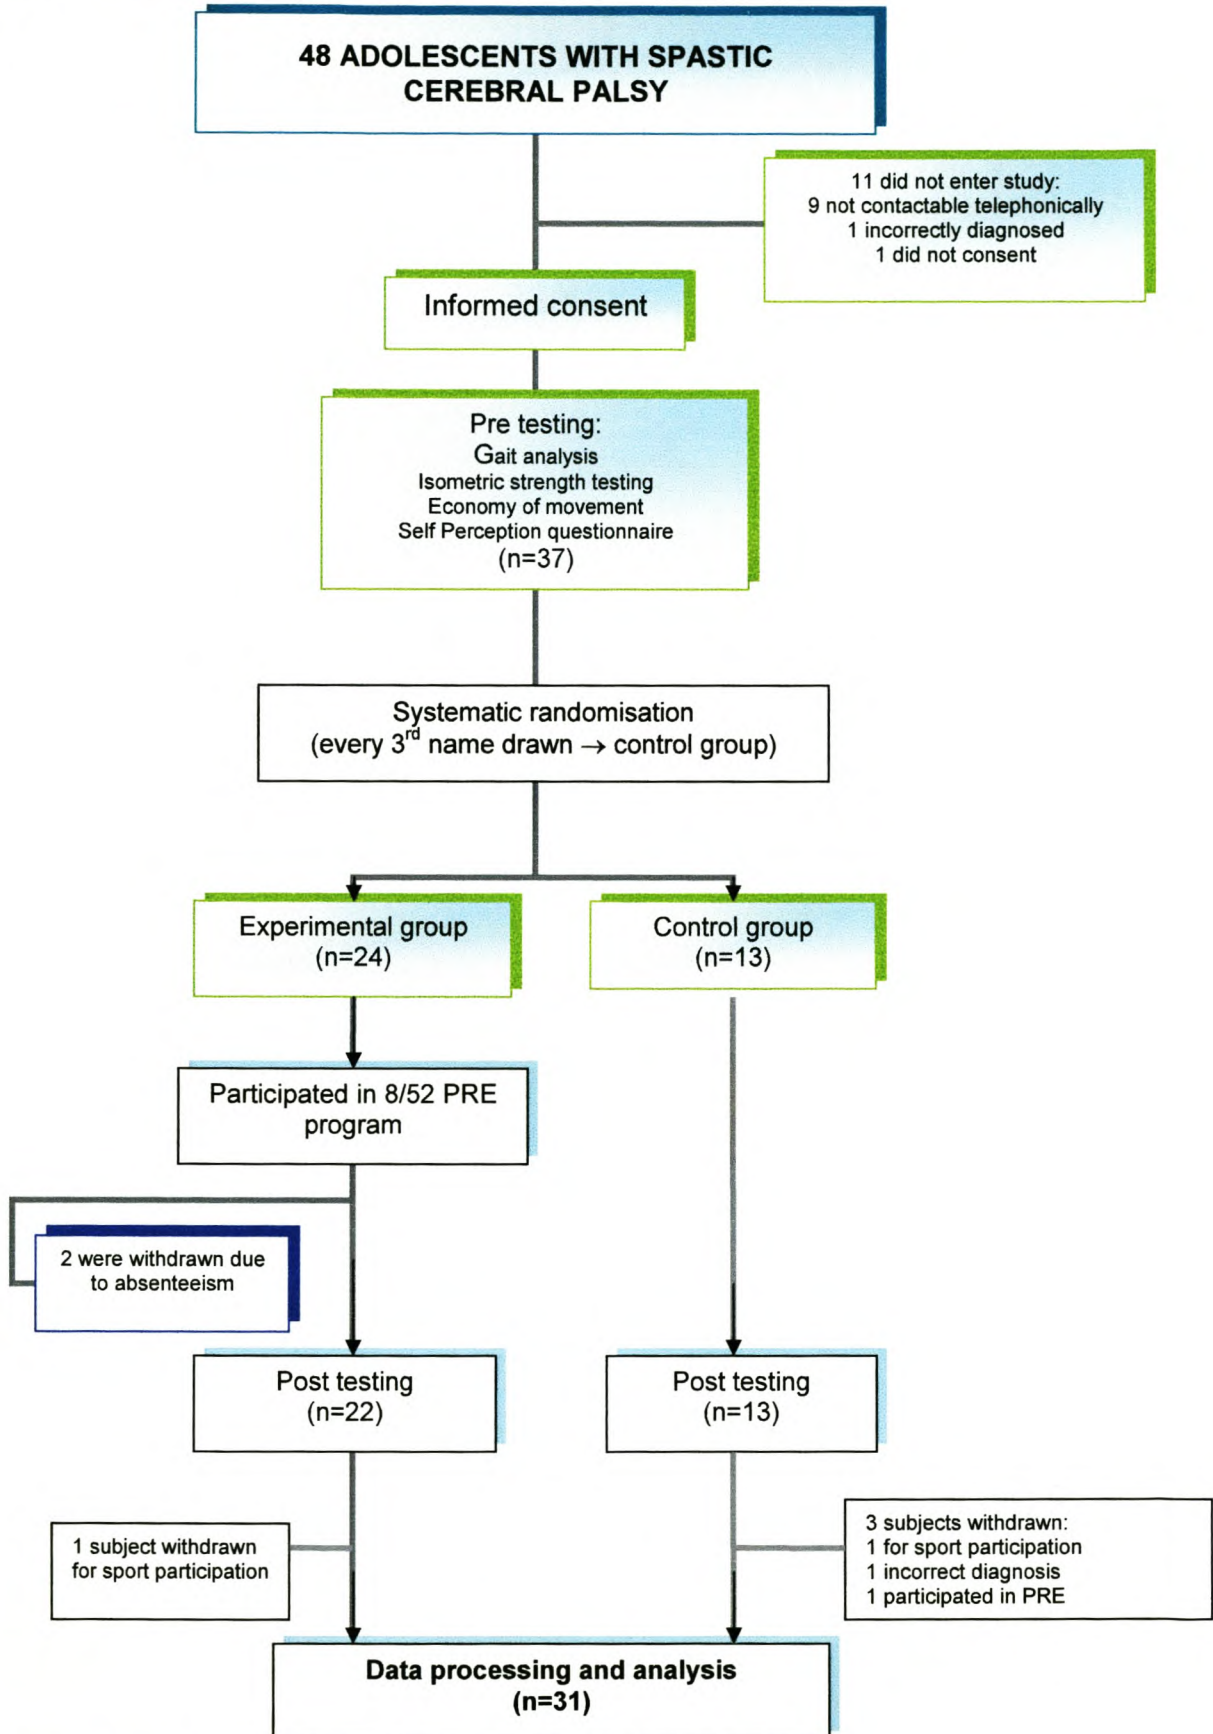 48 ADOLESCENTS WITH SPASTIC
CEREBRAL PALSY
11 did not enter study:
9 not contactable telephonically
1 incorrectly diagnosed
1 did not consent
Informed consent
Pre testing:
Gait analysis
Isometric strength testing
Economy of movement
Self Perception questionnaire
(n=37)
Systematic randomisation
(every 3rd name drawn → control group)
Experimental group
(n=24)
Control group
(n=13)
Participated in 8/52 PRE
program
2 were withdrawn due
to absenteeism
Post testing
(n=22)
Post testing
(n=13)
1 subject withdrawn
for sport participation
3 subjects withdrawn:
1 for sport participation
1 incorrect diagnosis
1 participated in PRE
Data processing and analysis
(n=31)